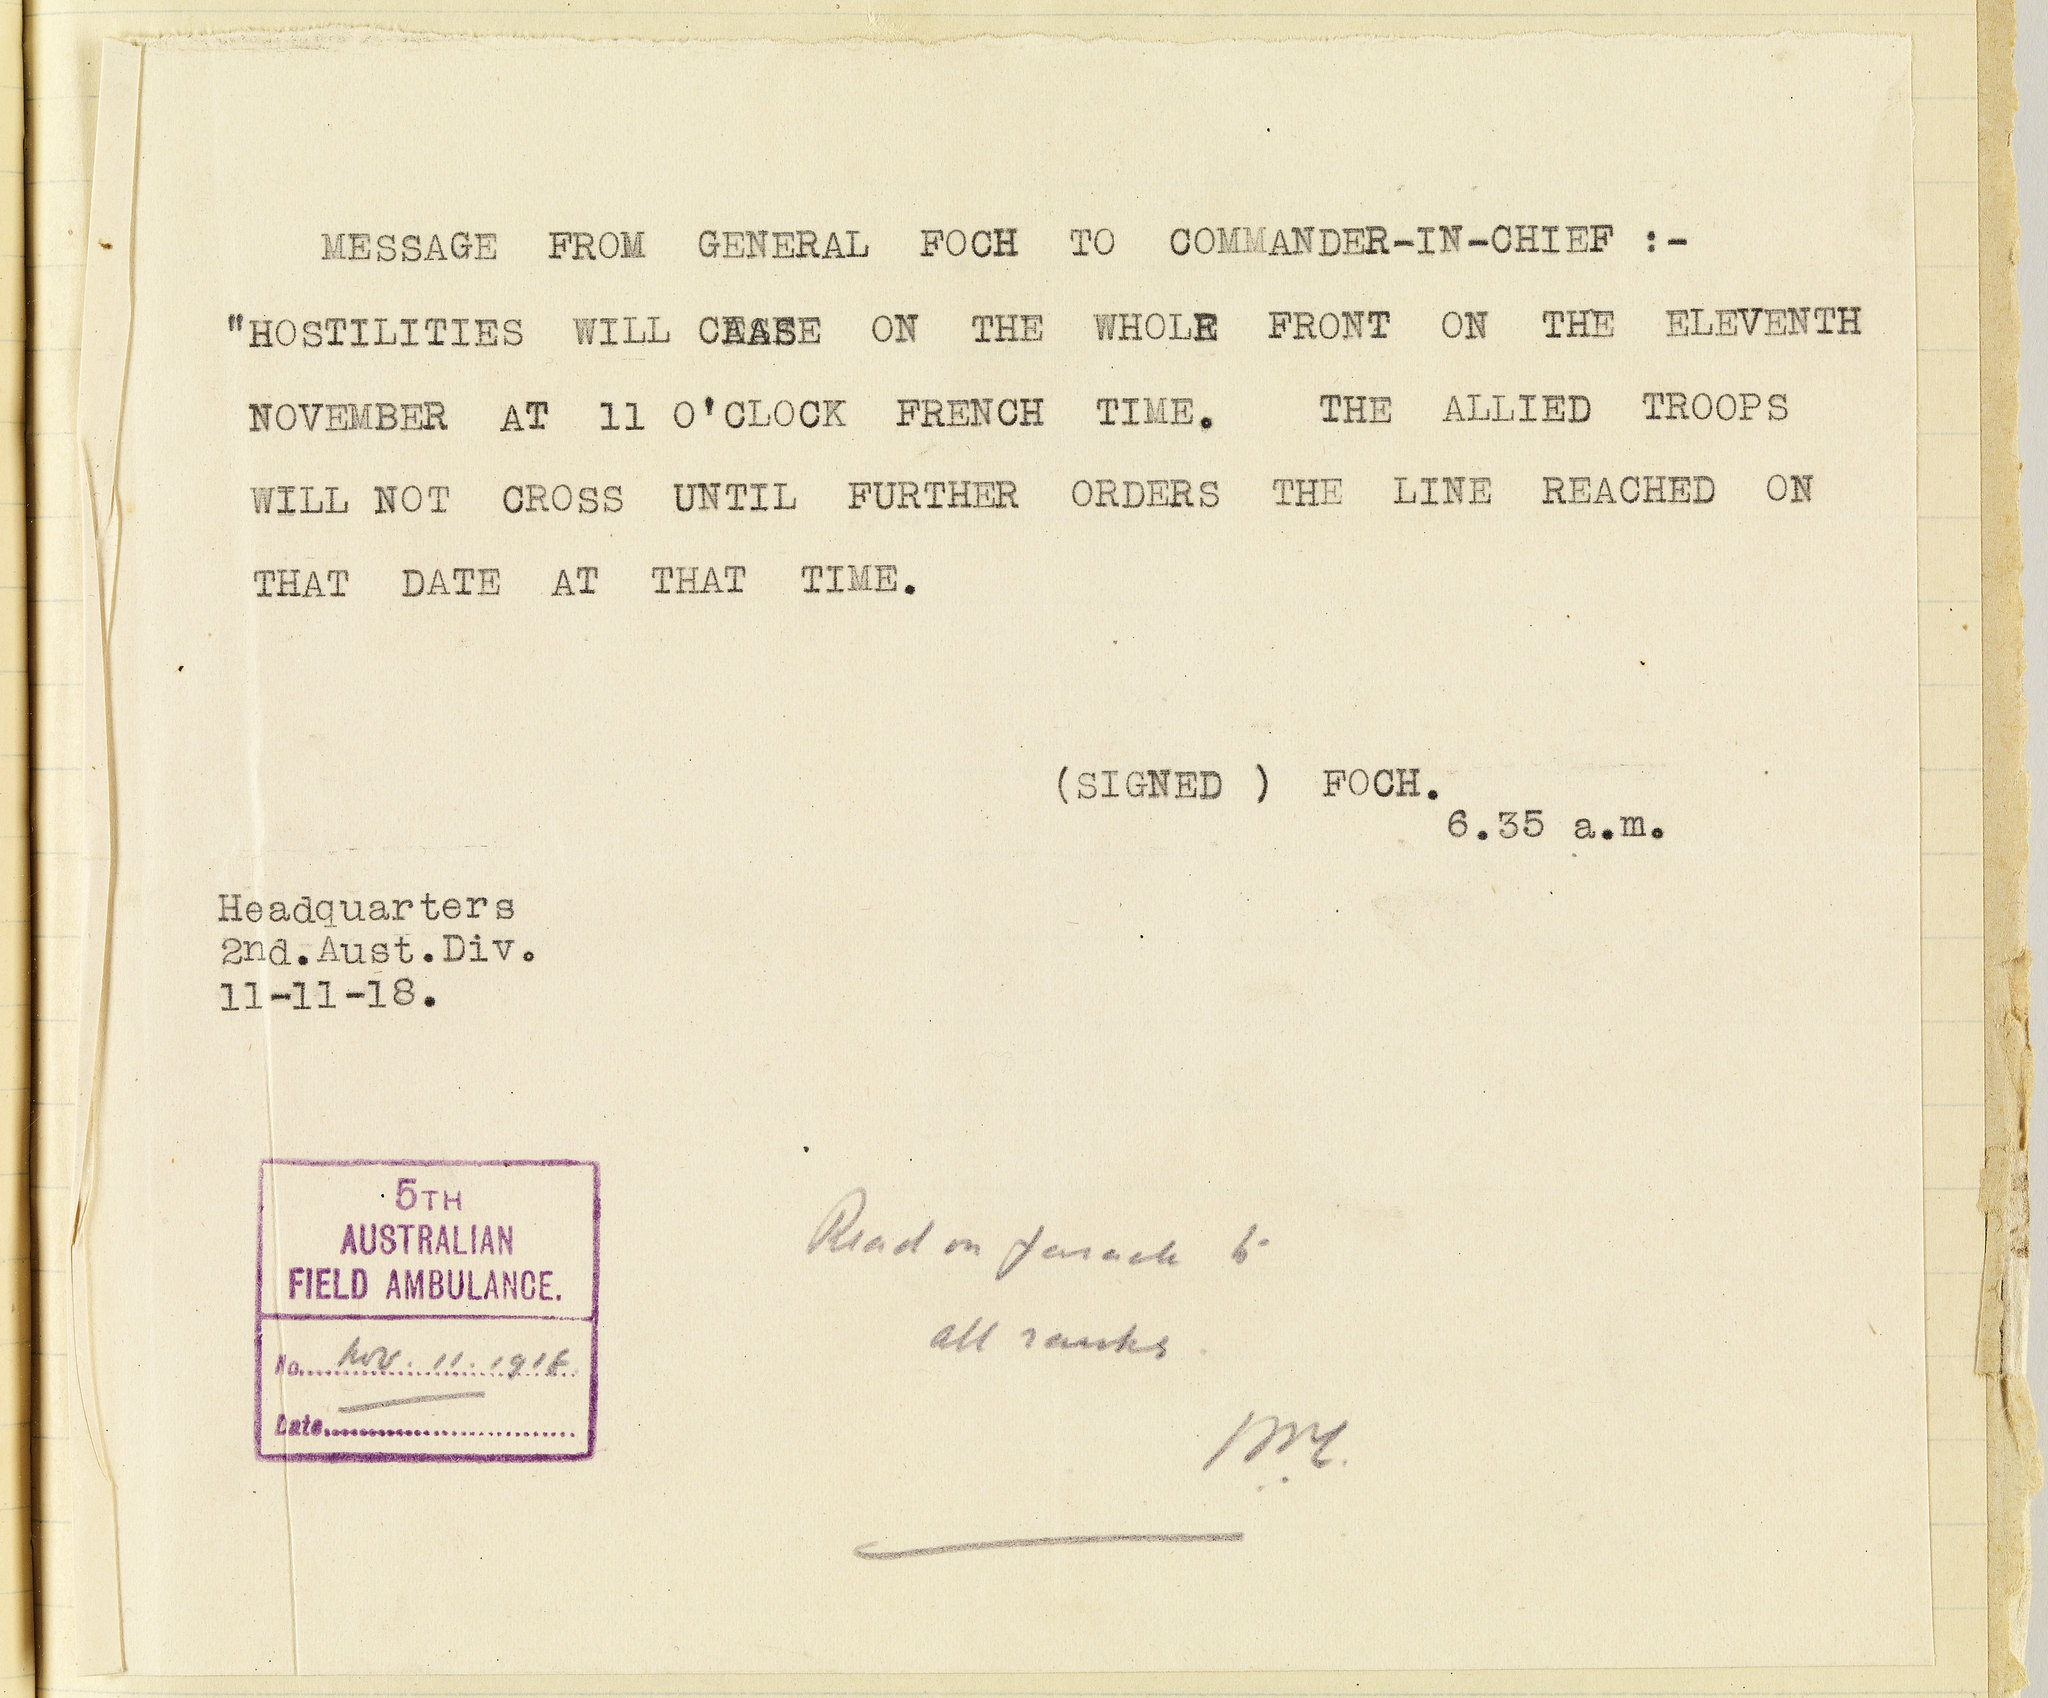 MESSAGE FROM GENERAL FOCH TO COMMANDER-IN-CHIEF :-
"HOSTILITIES WILL CEASE ON THE WHOLE FRONT ON THE ELEVENTH
NOVEMBER AT 11 O'CLOCK FRENCH TIME. THE ALLIED TROOPS
WILL NOT CROSS UNTIL FURTHER ORDERS THE LINE REACHED ON
THAT DATE AT THAT TIME.
(SIGNED ) FOCH.
6.35 a.m.
Headquarters
2nd.Aust.Div.
11-11-18.
5TH
AUSTRALIAN
FIELD AMBULANCE.
No. Nov. 11. 1918
Date
Read on parade to
all ranks.